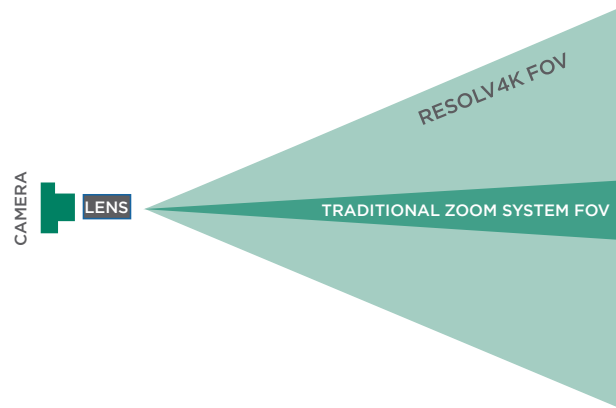 CAMERA
LENS
RESOLV4K FOV
TRADITIONAL ZOOM SYSTEM FOV